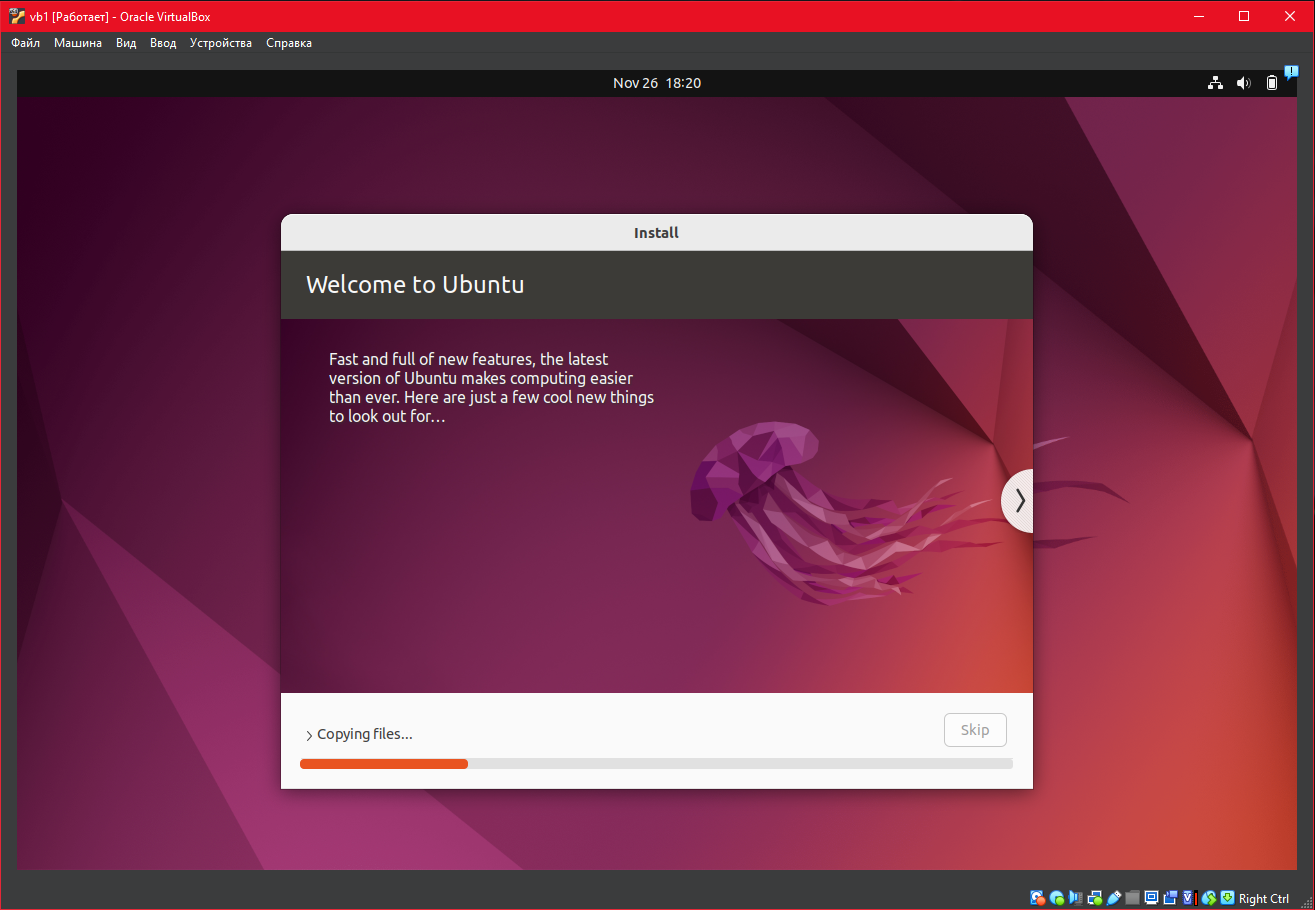 vb1 [Работает] - Oracle VirtualBox
Файл Машина Вид Ввод Устройства Справка
Nov 26 18:20
Install
Welcome to Ubuntu
Fast and full of new features, the latest
version of Ubuntu makes computing easier
than ever. Here are just a few cool new things
to look out for…
Copying files…
Skip
Right Ctrl